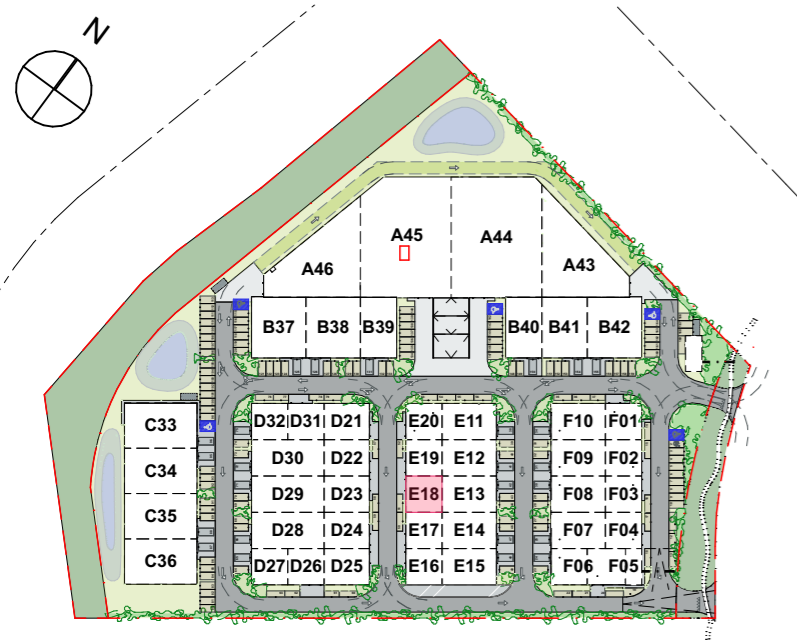 N
A45
A44
A46
A43
B37
B38
B39
B40
B41
B42
C33
C34
C35
C36
D32
D31
D21
D30
D22
D29
D23
D28
D24
D27
D26
D25
E20
E11
E19
E12
E18
E13
E17
E14
E16
E15
F10
F01
F09
F02
F08
F03
F07
F04
F06
F05